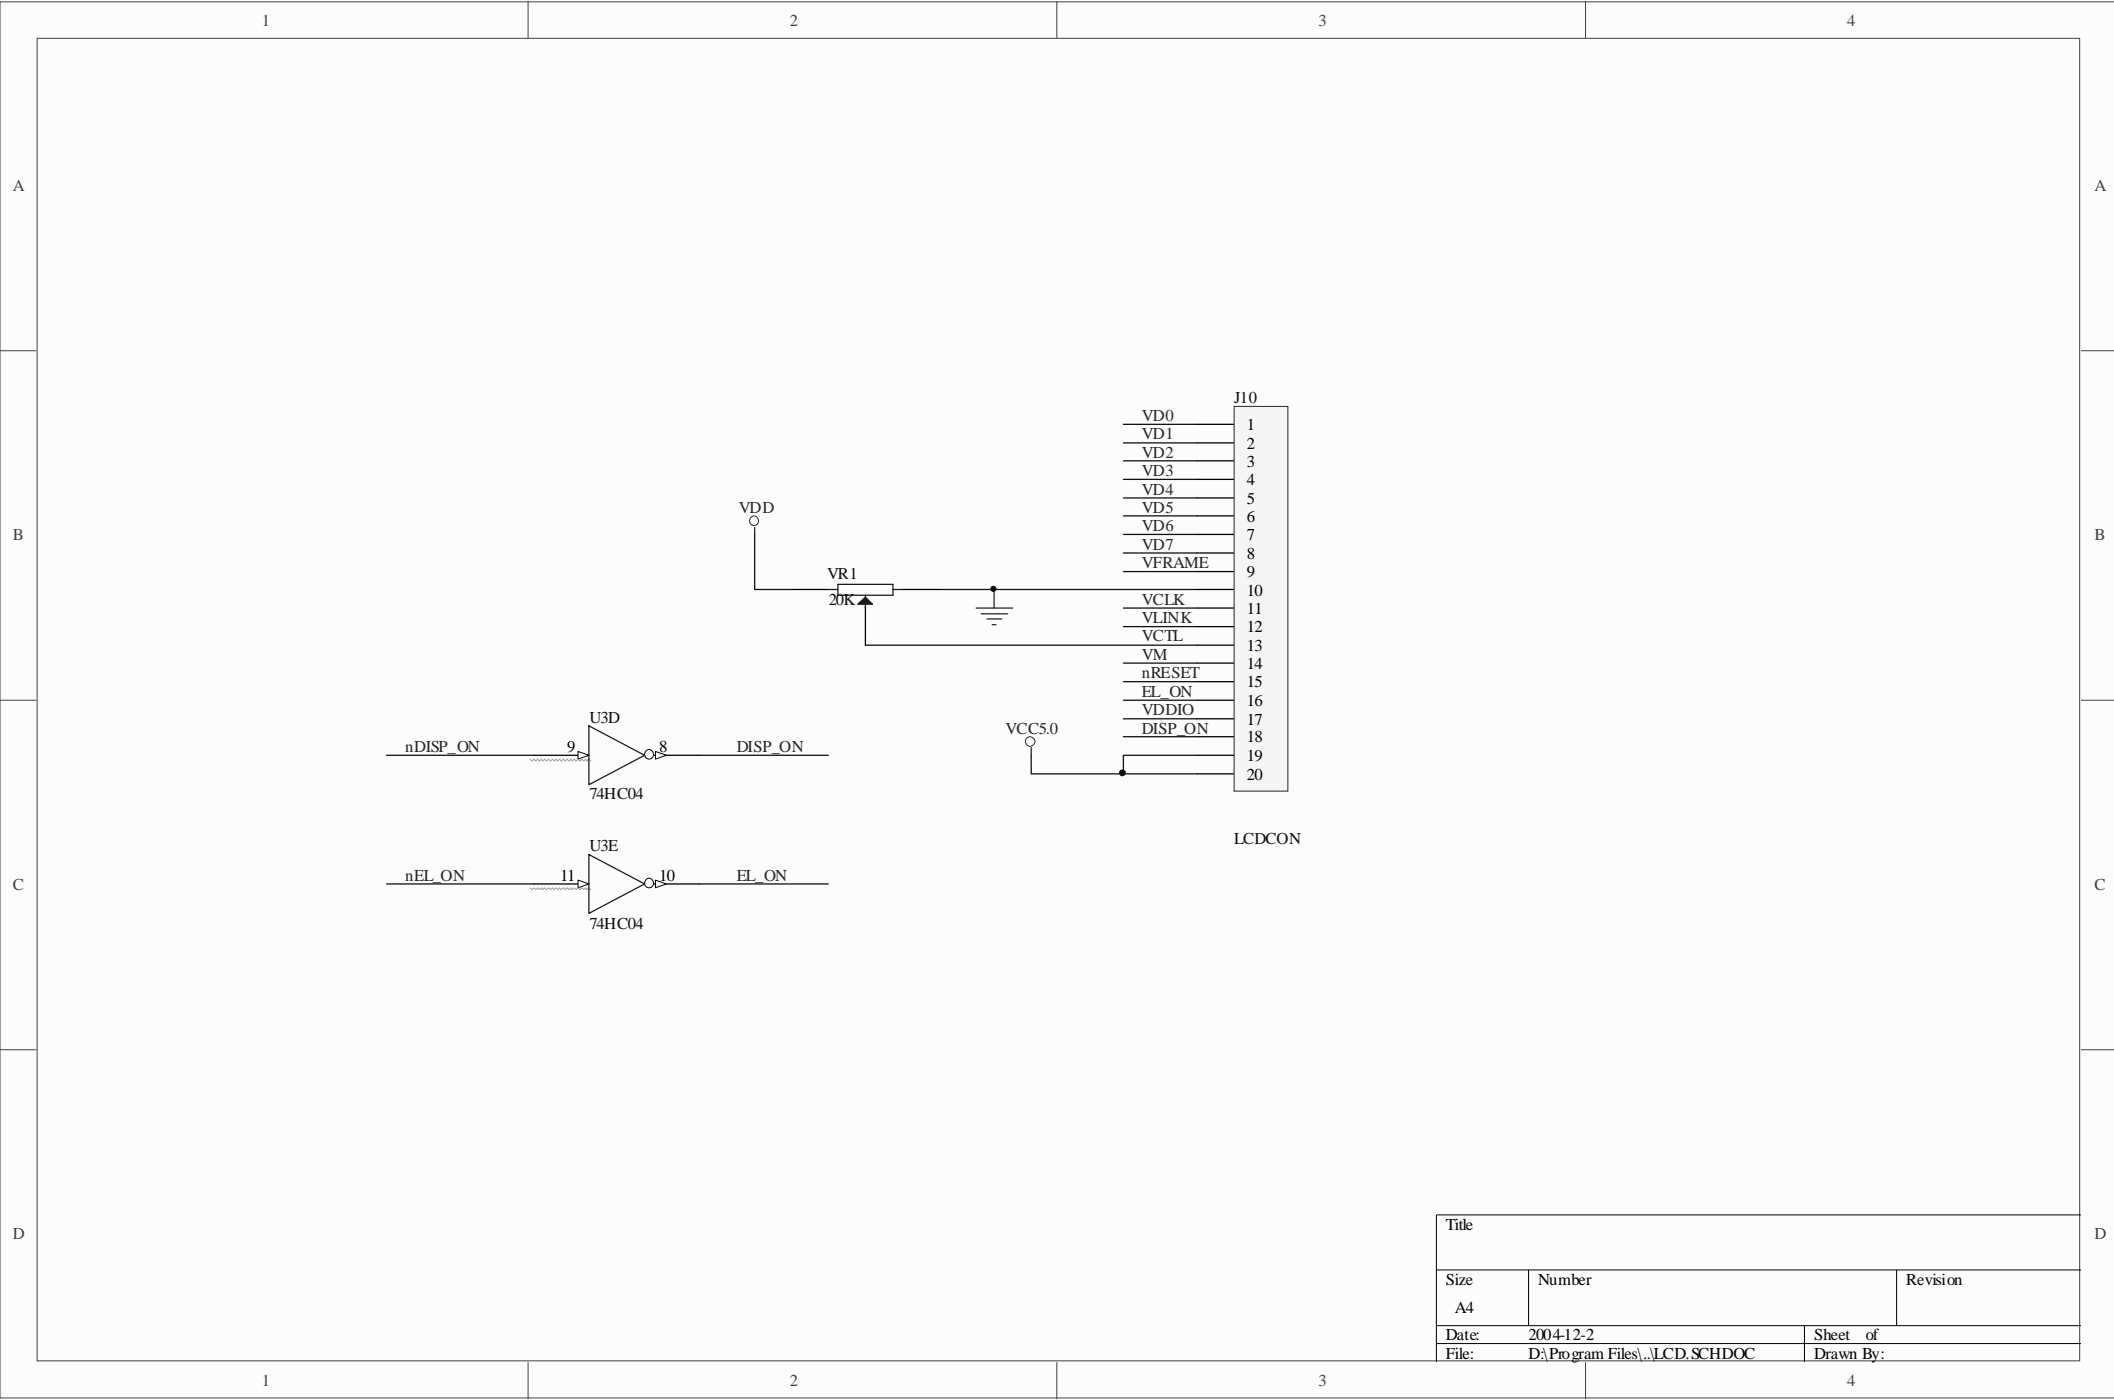 1 2 3 4
A A
J10
VD0 1
VD1 2
VD2 3
VD3 4
VD4 5
VDD VD5 6
B VD6 7 B
VD7 8
VFRAME 9
VR1 10
20K VCLK 11
VLINK 12
VCTL 13
VM 14
nRESET 15
EL_ON 16
VDDIO 17
VCC5.0 DISP_ON 18
19
20
LCDCON
U3D
nDISP_ON 9 8 DISP_ON
74HC04
U3E
nEL_ON 11 10 EL_ON
74HC04
C C
D D
Title
Size Number Revision
A4
Date: 2004-12-2 Sheet of
File: D:\Program Files\..\LCD.SCHDOC Drawn By:
1 2 3 4